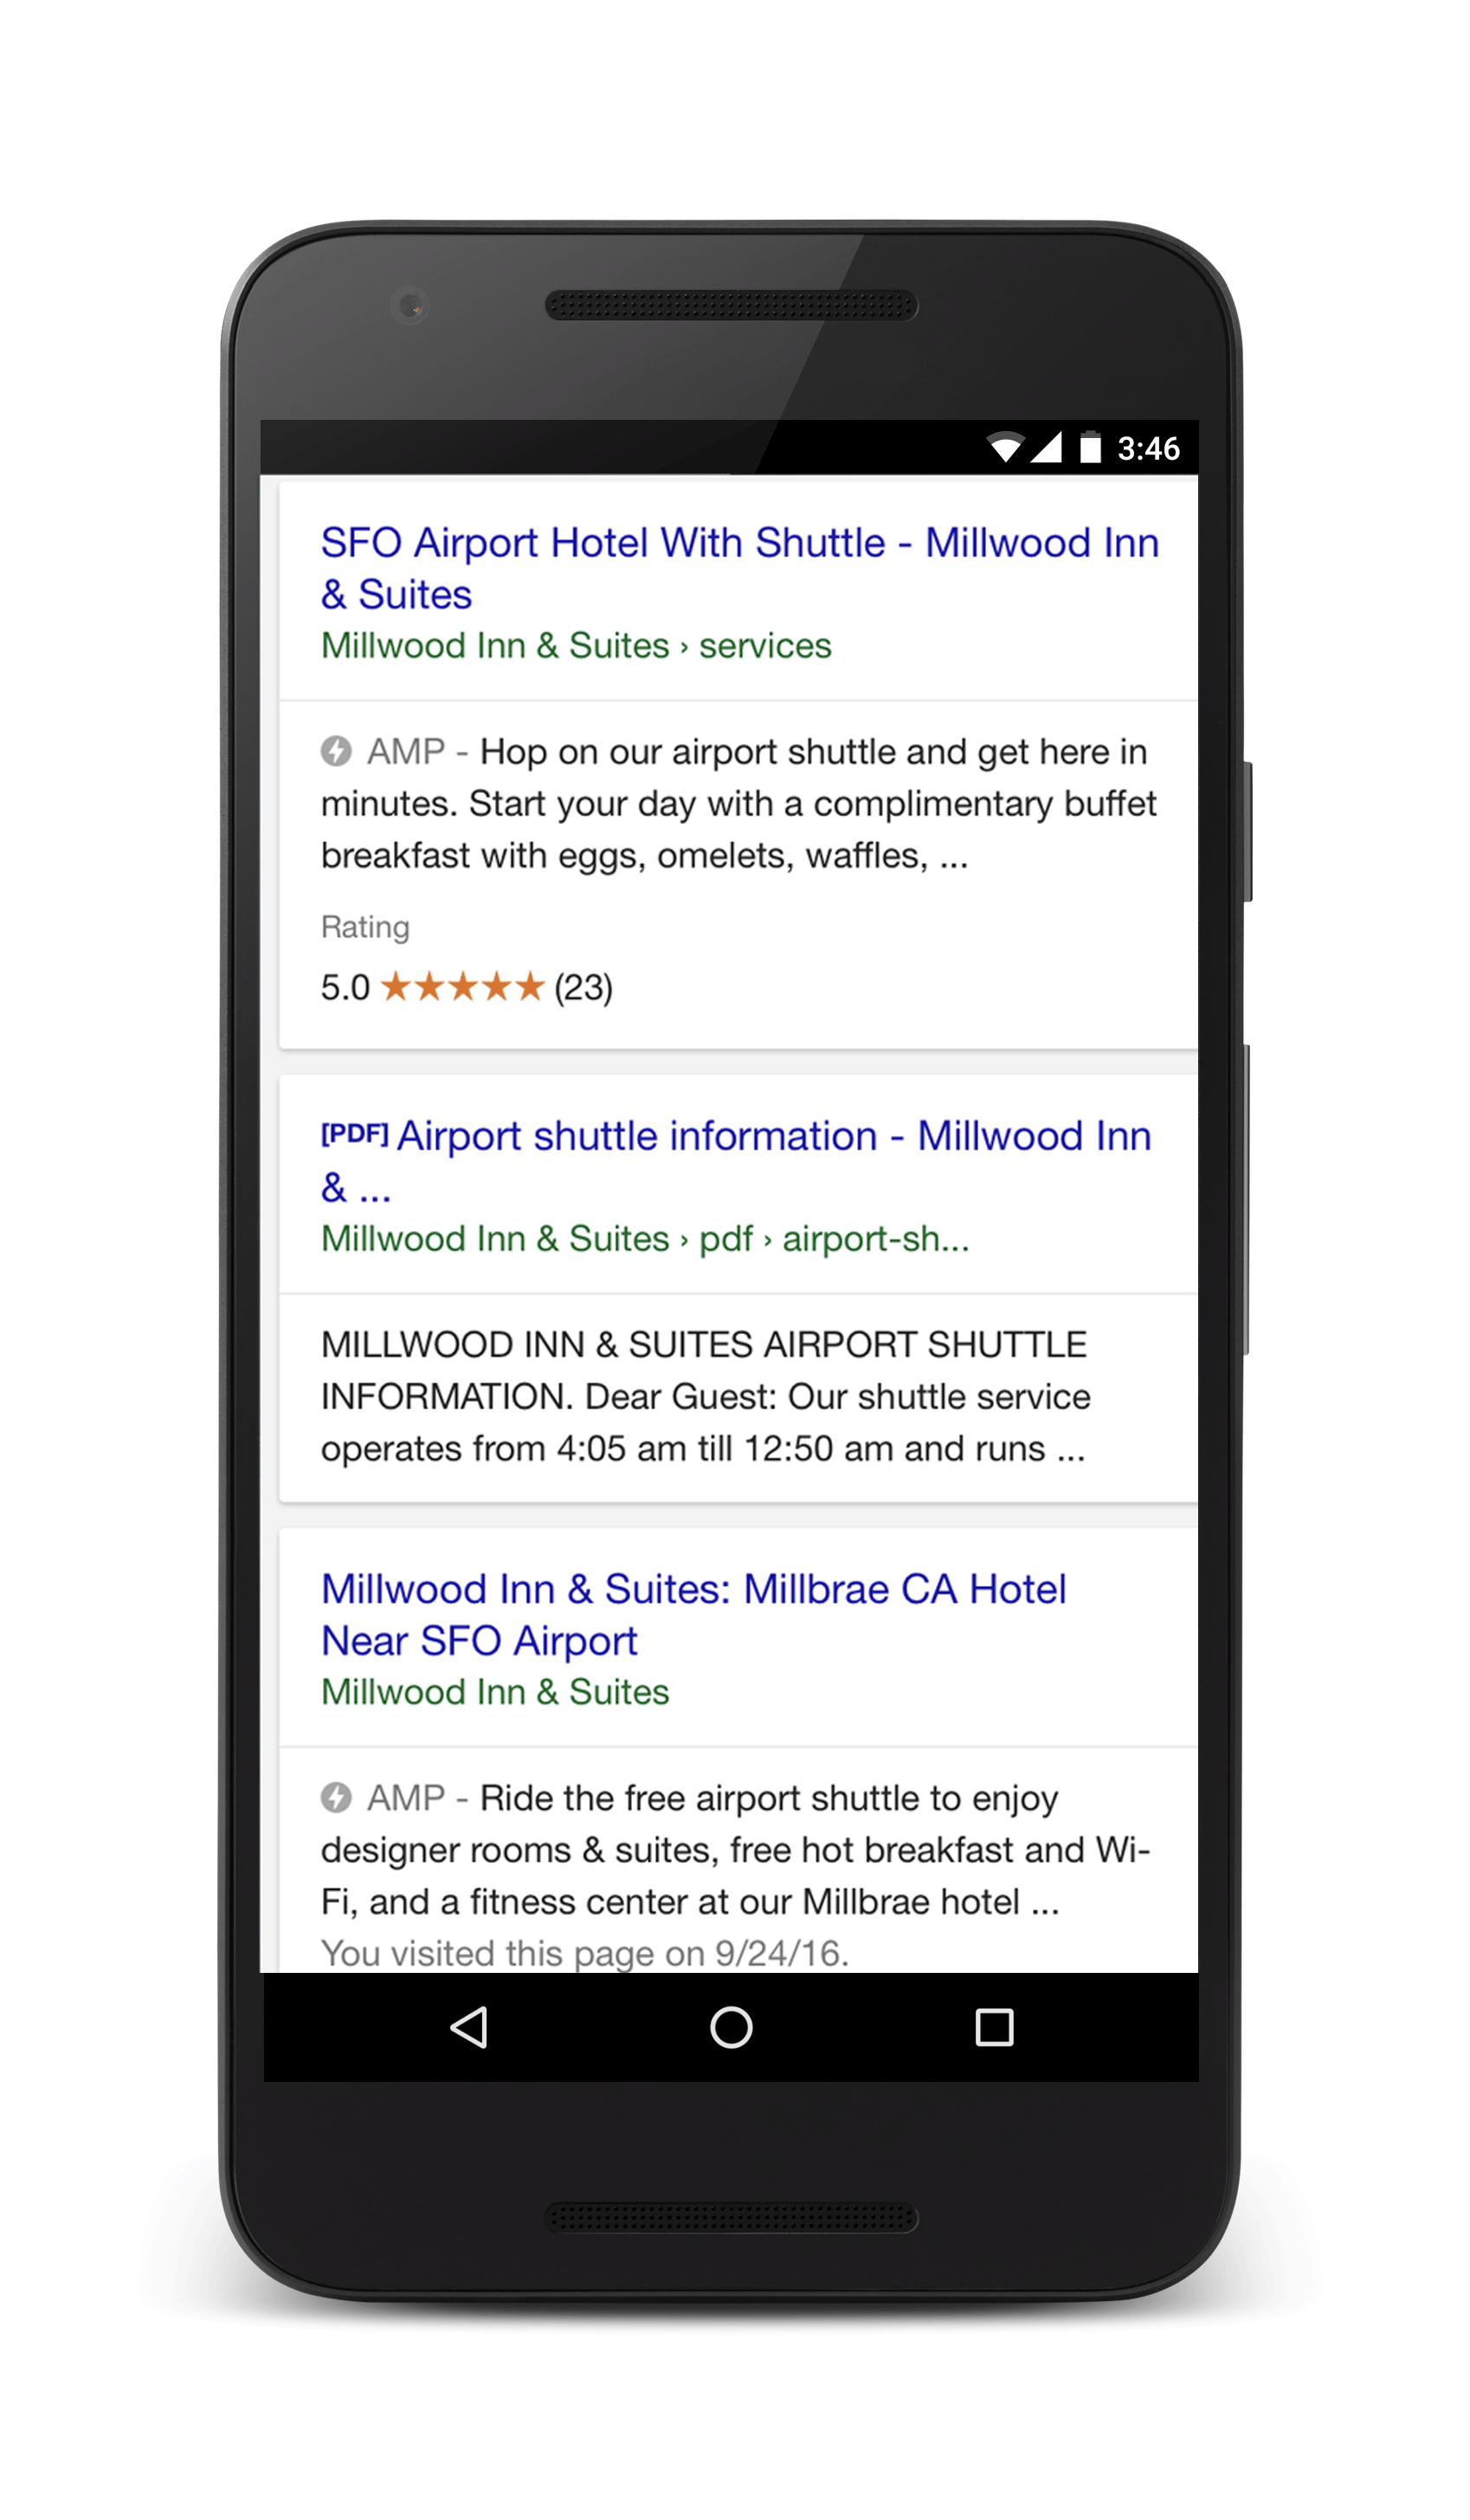 3:46
SFO Airport Hotel With Shuttle - Millwood Inn
& Suites
Millwood Inn & Suites › services
AMP - Hop on our airport shuttle and get here in
minutes. Start your day with a complimentary buffet
breakfast with eggs, omelets, waffles, ...
Rating
5.0 ★★★★★ (23)
[PDF] Airport shuttle information - Millwood Inn
& ...
Millwood Inn & Suites › pdf › airport-sh...
MILLWOOD INN & SUITES AIRPORT SHUTTLE
INFORMATION. Dear Guest: Our shuttle service
operates from 4:05 am till 12:50 am and runs ...
Millwood Inn & Suites: Millbrae CA Hotel
Near SFO Airport
Millwood Inn & Suites
AMP - Ride the free airport shuttle to enjoy
designer rooms & suites, free hot breakfast and Wi-
Fi, and a fitness center at our Millbrae hotel ...
You visited this page on 9/24/16.